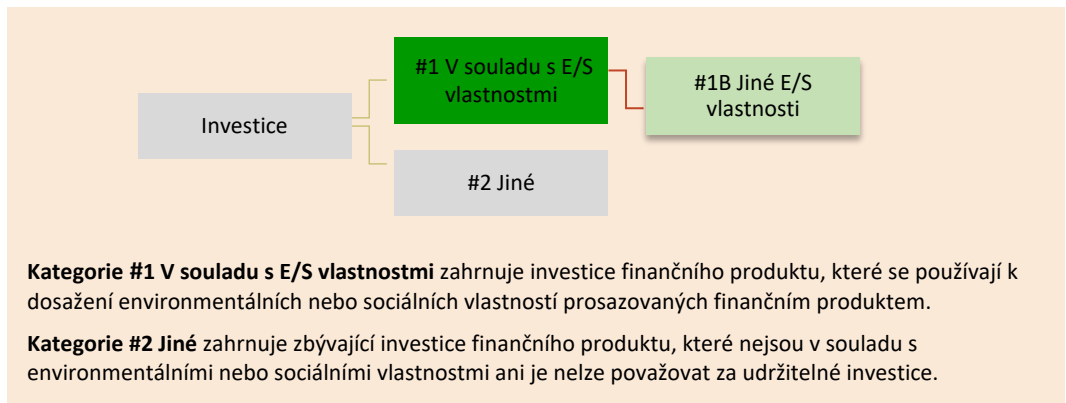 #1 V souladu s E/S
vlastnostmi
#1B Jiné E/S
vlastnosti
Investice
#2 Jiné
Kategorie #1 V souladu s E/S vlastnostmi zahrnuje investice finančního produktu, které se používají k
dosažení environmentálních nebo sociálních vlastností prosazovaných finančním produktem.
Kategorie #2 Jiné zahrnuje zbývající investice finančního produktu, které nejsou v souladu s
environmentálními nebo sociálními vlastnostmi ani je nelze považovat za udržitelné investice.